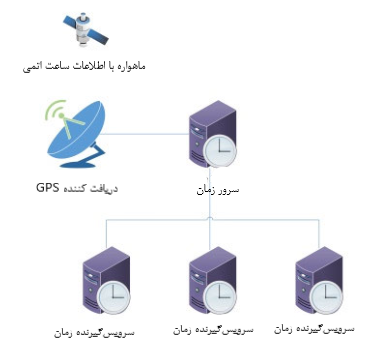 ماهواره با اطلاعات ساعت اتمی
دریافت کننده GPS
سرور زمان
سرویس‌گیرنده زمان
سرویس‌گیرنده زمان
سرویس‌گیرنده زمان